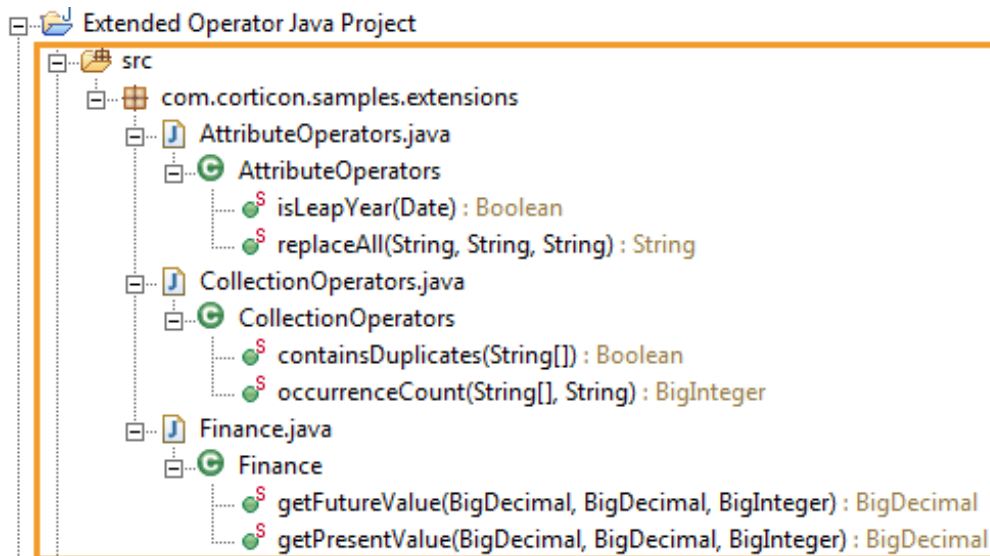 Extended Operator Java Project
src
com.corticon.samples.extensions
AttributeOperators.java
AttributeOperators
isLeapYear(Date) : Boolean
replaceAll(String, String, String) : String
CollectionOperators.java
CollectionOperators
containsDuplicates(String[]) : Boolean
occurrenceCount(String[], String) : BigInteger
Finance.java
Finance
getFutureValue(BigDecimal, BigDecimal, BigInteger) : BigDecimal
getPresentValue(BigDecimal, BigDecimal, BigInteger) : BigDecimal